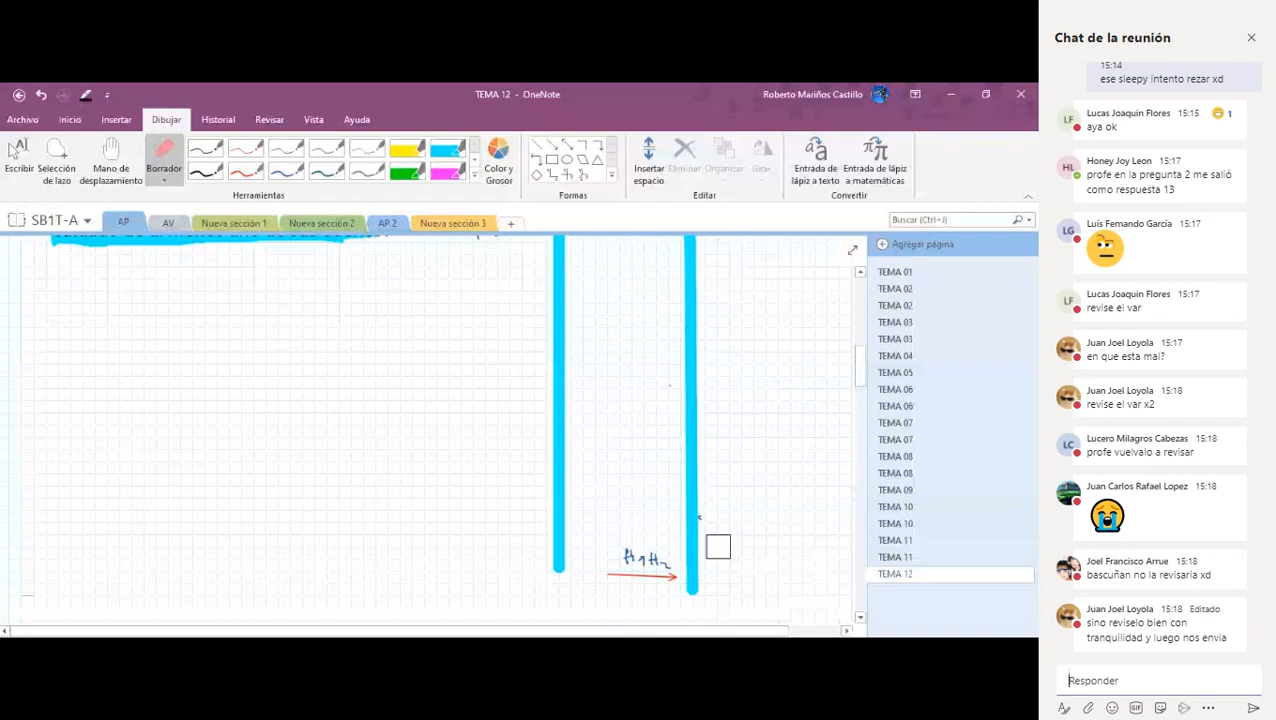 TEMA 12 - OneNote
Roberto Mariños Castillo
Archivo
Inicio
Insertar
Dibujar
Historial
Revisar
Vista
Ayuda
Escribir
Selección
de lazo
Mano de
desplazamiento
Borrador
Color y
Grosor
Insertar
espacio
Eliminar
Organizar
Girar
Entrada de
lápiz a texto
Entrada de lápiz
a matemáticas
Herramientas
Formas
Editar
Convertir
SB1T-A
AP
AV
Nueva sección 1
Nueva sección 2
AP 2
Nueva sección 3
Buscar (Ctrl+I)
Agregar página
TEMA 01
TEMA 02
TEMA 02
TEMA 03
TEMA 03
TEMA 04
TEMA 05
TEMA 06
TEMA 06
TEMA 07
TEMA 07
TEMA 08
TEMA 08
TEMA 09
TEMA 10
TEMA 10
TEMA 11
TEMA 11
TEMA 12
Chat de la reunión
15:14
ese sleepy intento rezar xd
LF Lucas Joaquin Flores 15:15 1
aya ok
HL Honey Joy Leon 15:17
profe en la pregunta 2 me salió
como respuesta 13
LG Luís Fernando García 15:17
LF Lucas Joaquin Flores 15:17
revise el var
Juan Joel Loyola 15:17
en que esta mal?
Juan Joel Loyola 15:18
revise el var x2
LC Lucero Milagros Cabezas 15:18
profe vuelvalo a revisar
Juan Carlos Rafael Lopez 15:18
Joel Francisco Arrue 15:18
bascuñan no la revisaria xd
Juan Joel Loyola 15:18 Editado
sino reviselo bien con
tranquilidad y luego nos envia
Responder
GIF